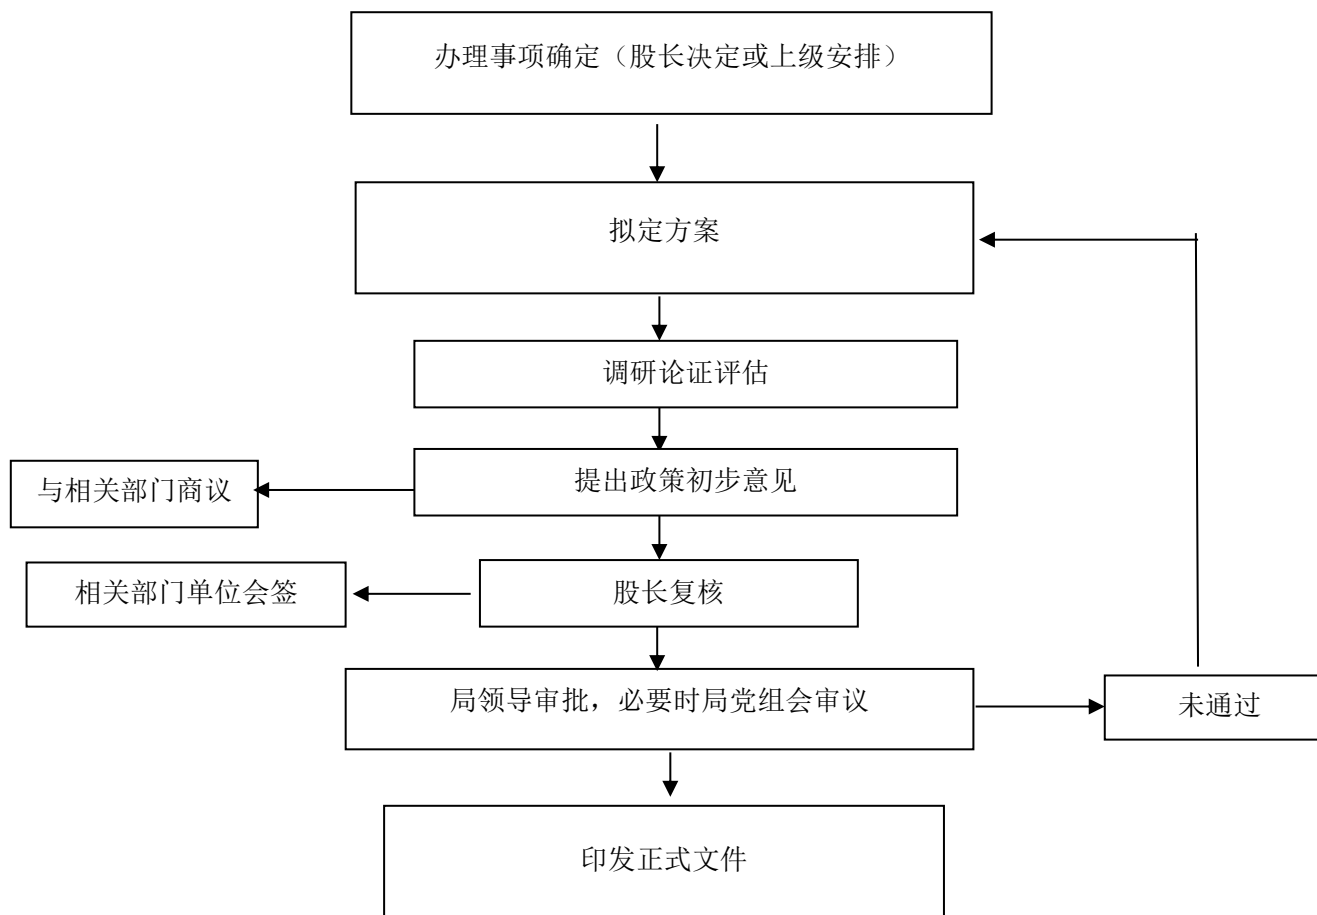 办理事项确定（股长决定或上级安排）
拟定方案
调研论证评估
提出政策初步意见
与相关部门商议
相关部门单位会签
股长复核
局领导审批，必要时局党组会审议
未通过
印发正式文件